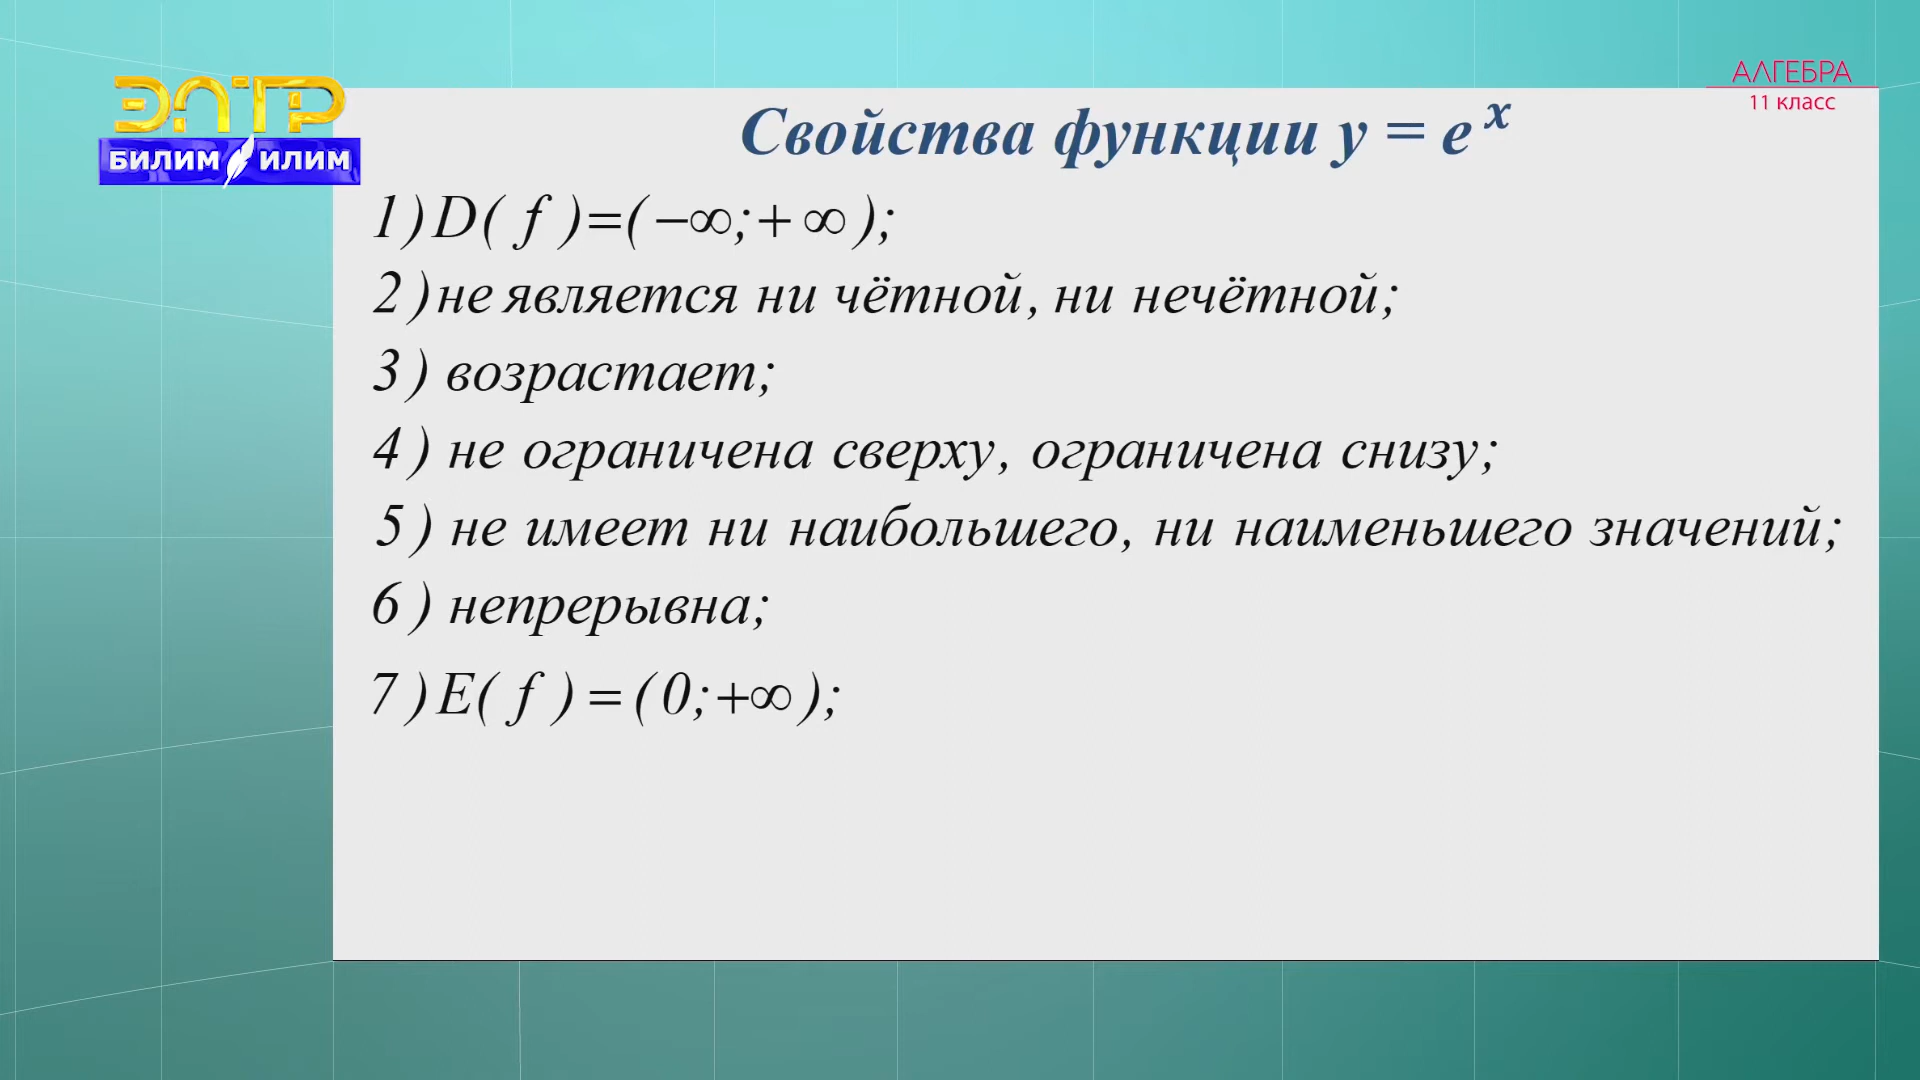 ЭЛТР
БИЛИМ ИЛИМ
АЛГЕБРА
11 класс
Свойства функции y = e^x
1) D( f )=( −∞;+ ∞ );
2) не является ни чётной, ни нечётной;
3) возрастает;
4) не ограничена сверху, ограничена снизу;
5) не имеет ни наибольшего, ни наименьшего значений;
6) непрерывна;
7) E( f ) = ( 0; +∞ );